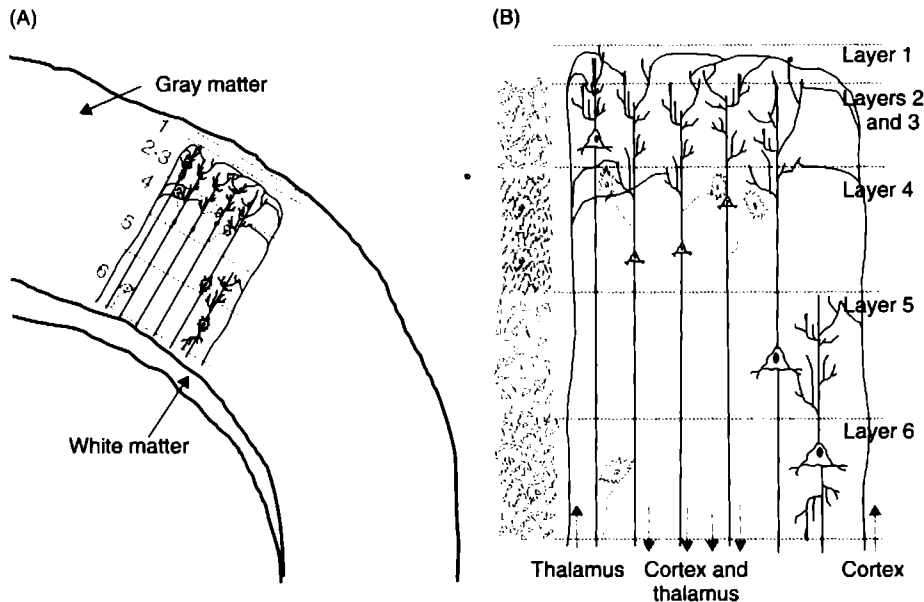 (A)
Gray matter
1
2-3
4
5
6
White matter
(B)
Layer 1
Layers 2
and 3
Layer 4
Layer 5
Layer 6
Thalamus
Cortex and
thalamus
Cortex